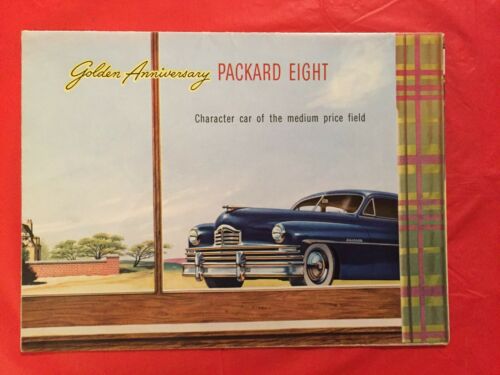 Golden Anniversary PACKARD EIGHT
Character car of the medium price field